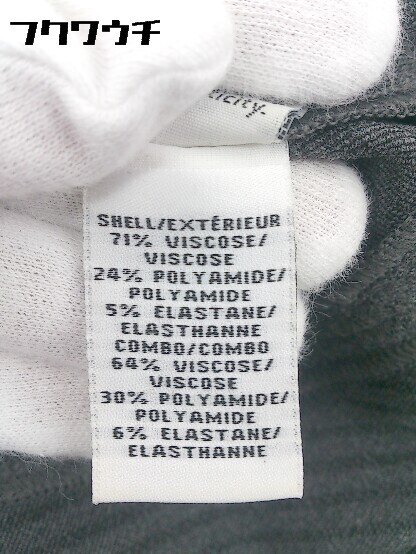 フクワウチ
ticity.
SHELL/EXTÉRIEUR
71% VISCOSE/
VISCOSE
24% POLYAMIDE/
POLYAMIDE
5% ELASTANE/
ELASTHANNE
COMBO/COMBO
64% VISCOSE/
VISCOSE
30% POLYAMIDE/
POLYAMIDE
6% ELASTANE/
ELASTHANNE